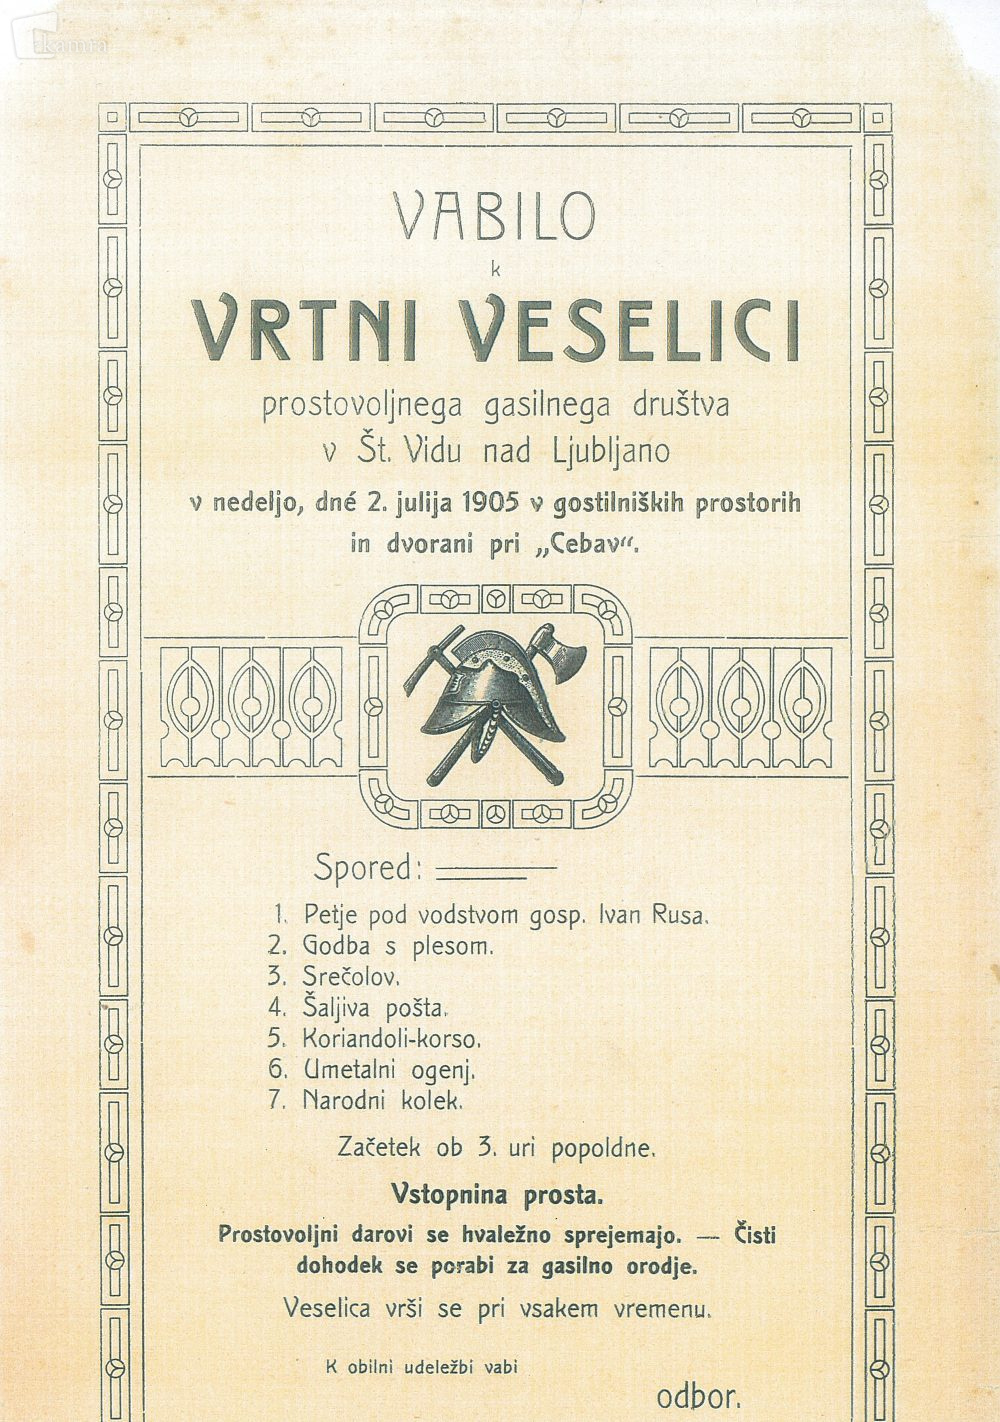 VABILO
k
VRTNI VESELICI
prostovoljnega gasilnega društva
v Št. Vidu nad Ljubljano
v nedeljo, dné 2. julija 1905 v gostilniških prostorih
in dvorani pri „Cebav“.
Spored:
1. Petje pod vodstvom gosp. Ivan Rusa.
2. Godba s plesom.
3. Srečolov.
4. Šaljiva pošta.
5. Koriandoli-korso.
6. Umetalni ogenj.
7. Narodni kolek.
Začetek ob 3. uri popoldne.
Vstopnina prosta.
Prostovoljni darovi se hvaležno sprejemajo. — Čisti
dohodek se porabi za gasilno orodje.
Veselica vrši se pri vsakem vremenu.
K obilni udeležbi vabi
odbor.